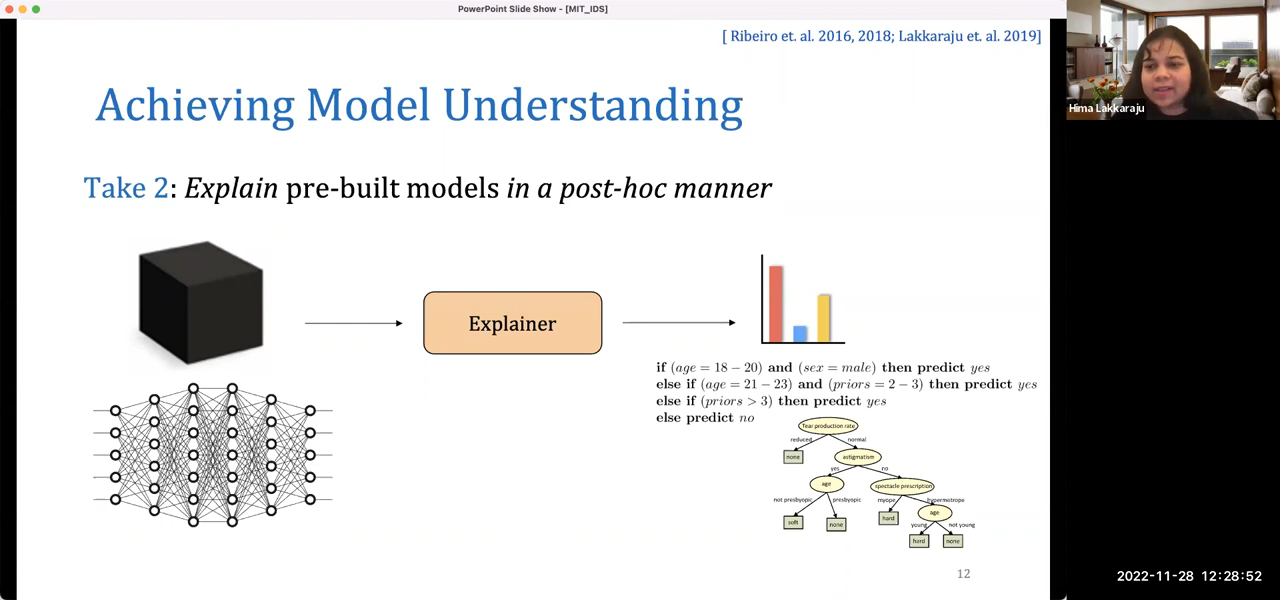 PowerPoint Slide Show - [MIT_IDS]
[ Ribeiro et. al. 2016, 2018; Lakkaraju et. al. 2019]
Achieving Model Understanding
Hima Lakkaraju
Take 2: Explain pre-built models in a post-hoc manner
Explainer
if (age = 18 − 20) and (sex = male) then predict yes
else if (age = 21 − 23) and (priors = 2 − 3) then predict yes
else if (priors > 3) then predict yes
else predict no
Tear production rate
reduced normal
none astigmatism
yes no
age spectacle prescription
not presbyopic presbyopic myope hypermetrope
soft none hard age
young not young
hard none
12
2022-11-28 12:28:52